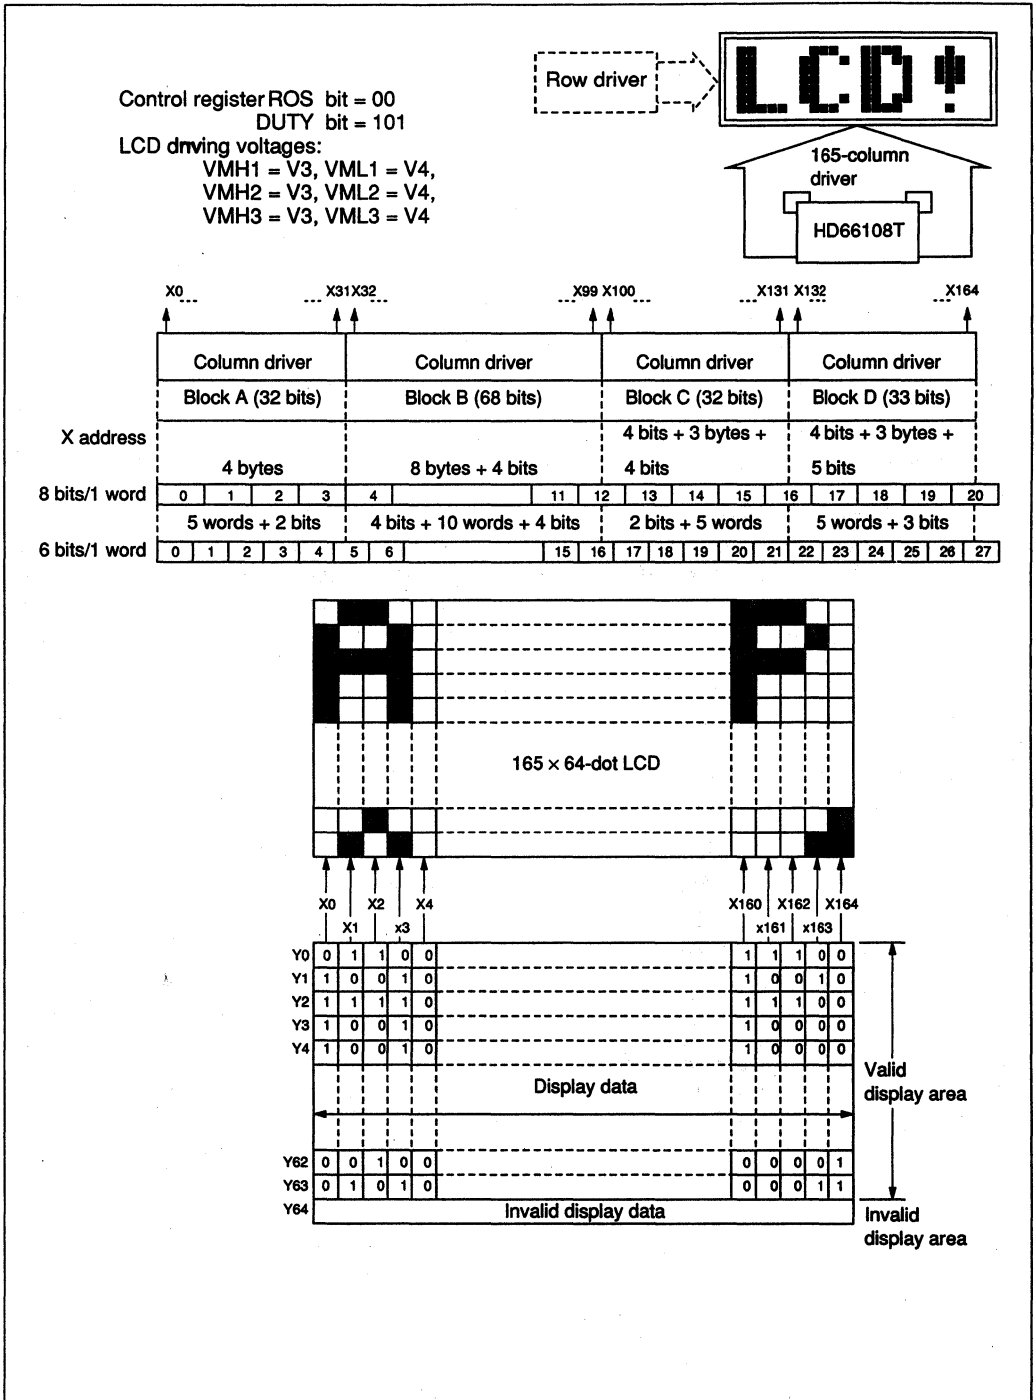 LCD!
Row driver
Control register ROS bit = 00
DUTY bit = 101
LCD driving voltages:
VMH1 = V3, VML1 = V4,
VMH2 = V3, VML2 = V4,
VMH3 = V3, VML3 = V4
165-column
driver
HD66108T
X0... ...X31 X32... ...X99 X100... ...X131 X132... ...X164
Column driver Column driver Column driver Column driver
Block A (32 bits) Block B (68 bits) Block C (32 bits) Block D (33 bits)
X address
4 bits + 3 bytes + 4 bits + 3 bytes +
4 bytes 8 bytes + 4 bits 4 bits 5 bits
8 bits/1 word 0 1 2 3 4 11 12 13 14 15 16 17 18 19 20
5 words + 2 bits 4 bits + 10 words + 4 bits 2 bits + 5 words 5 words + 3 bits
6 bits/1 word 0 1 2 3 4 5 6 15 16 17 18 19 20 21 22 23 24 25 26 27
165 × 64-dot LCD
X0 X2 X4 X160 X162 X164
X1 x3 x161 x163
Y0 0 1 1 0 0 1 1 1 0 0
Y1 1 0 0 1 0 1 0 0 1 0
Y2 1 1 1 1 0 1 1 1 0 0
Y3 1 0 0 1 0 1 0 0 0 0
Y4 1 0 0 1 0 1 0 0 0 0
Valid
display area
Display data
Y62 0 0 1 0 0 0 0 0 0 1
Y63 0 1 0 1 0 0 0 0 1 1
Y64 Invalid display data
Invalid
display area